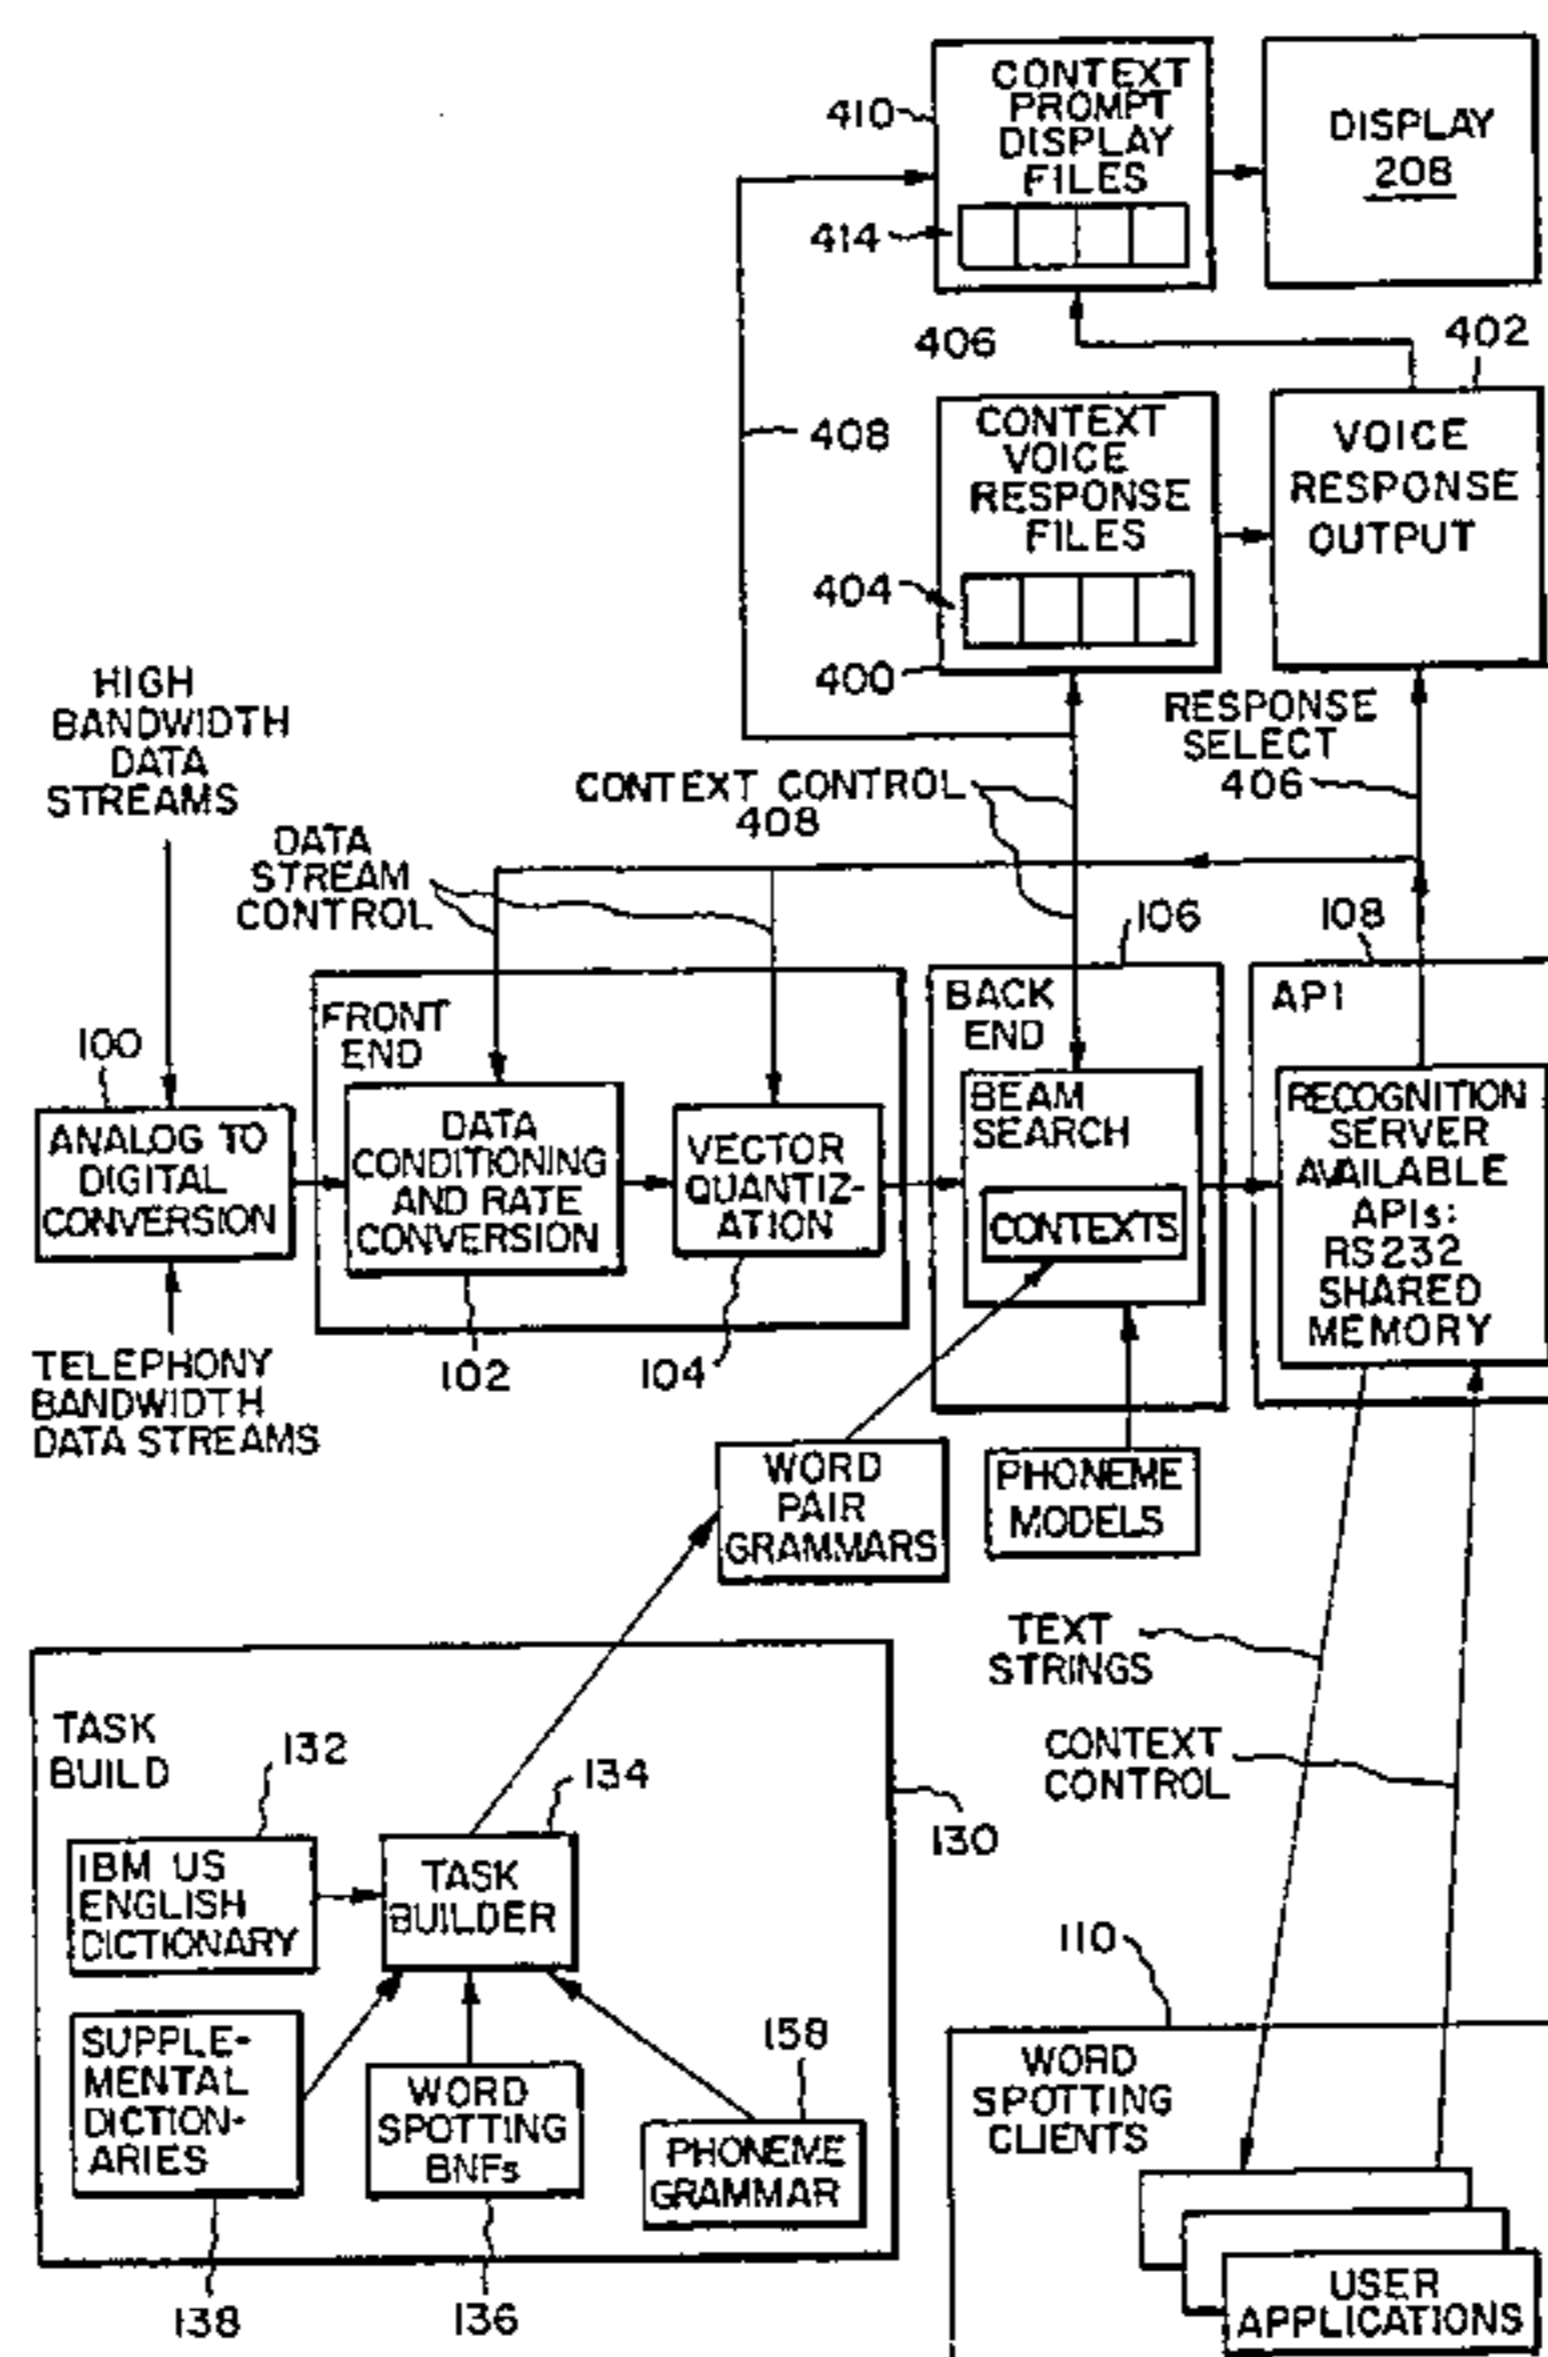 CONTEXT
PROMPT
DISPLAY
FILES
410
414
DISPLAY
208
406
402
408
CONTEXT
VOICE
RESPONSE
FILES
404
400
VOICE
RESPONSE
OUTPUT
HIGH
BANDWIDTH
DATA
STREAMS
RESPONSE
SELECT
406
CONTEXT CONTROL
408
DATA
STREAM
CONTROL
106
108
FRONT
END
BACK
END
API
100
ANALOG TO
DIGITAL
CONVERSION
DATA
CONDITIONING
AND RATE
CONVERSION
VECTOR
QUANTIZ-
ATION
BEAM
SEARCH
CONTEXTS
RECOGNITION
SERVER
AVAILABLE
APIs:
RS232
SHARED
MEMORY
102
104
TELEPHONY
BANDWIDTH
DATA STREAMS
WORD
PAIR
GRAMMARS
PHONEME
MODELS
TEXT
STRINGS
CONTEXT
CONTROL
TASK
BUILD
132
134
130
IBM US
ENGLISH
DICTIONARY
TASK
BUILDER
SUPPLE-
MENTAL
DICTION-
ARIES
WORD
SPOTTING
BNFs
158
PHONEME
GRAMMAR
138
136
110
WORD
SPOTTING
CLIENTS
USER
APPLICATIONS